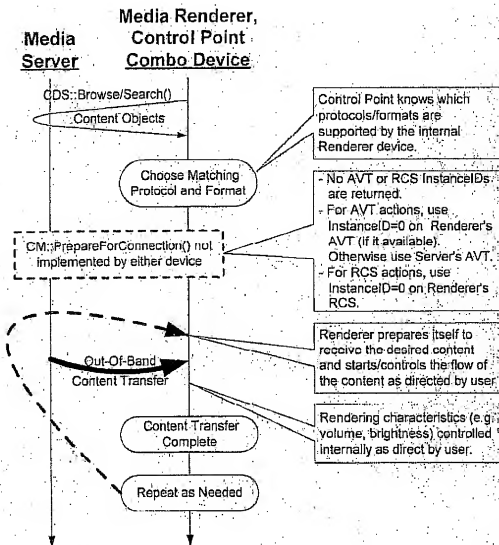 Media
Server
Media Renderer,
Control Point
Combo Device
CDS::Browse/Search()
Content Objects
Control Point knows which
protocols/formats are
supported by the internal
Renderer device.
Choose Matching
Protocol and Format
- No AVT or RCS InstanceIDs
are returned.
- For AVT actions, use
InstanceID=0 on Renderer's
AVT (if it available).
Otherwise use Server's AVT.
- For RCS actions, use
InstanceID=0 on Renderer's
RCS.
CM::PrepareForConnection() not
implemented by either device
Renderer prepares itself to
receive the desired content
and starts/controls the flow of
the content as directed by user
Out-Of-Band
Content Transfer
Rendering characteristics (e.g.
volume, brightness) controlled
internally as direct by user.
Content Transfer
Complete
Repeat as Needed